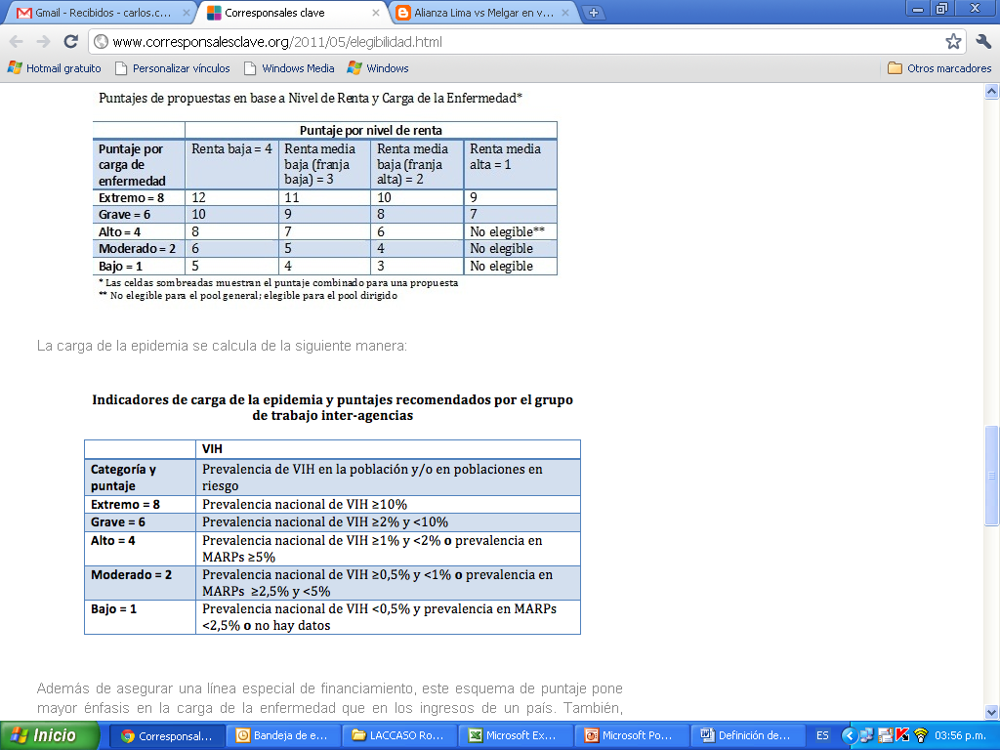 Gmail - Recibidos - carlos.c...
Corresponsales clave
Alianza Lima vs Melgar en v...
www.corresponsalesclave.org/2011/05/elegibilidad.html
Hotmail gratuito Personalizar vínculos Windows Media Windows Otros marcadores
Puntajes de propuestas en base a Nivel de Renta y Carga de la Enfermedad*
Puntaje por nivel de renta
Puntaje por carga de enfermedad
Renta baja = 4
Renta media baja (franja baja) = 3
Renta media baja (franja alta) = 2
Renta media alta = 1
Extremo = 8 12 11 10 9
Grave = 6 10 9 8 7
Alto = 4 8 7 6 No elegible**
Moderado = 2 6 5 4 No elegible
Bajo = 1 5 4 3 No elegible
* Las celdas sombreadas muestran el puntaje combinado para una propuesta
** No elegible para el pool general; elegible para el pool dirigido
La carga de la epidemia se calcula de la siguiente manera:
Indicadores de carga de la epidemia y puntajes recomendados por el grupo
de trabajo inter-agencias
VIH
Categoría y puntaje
Prevalencia de VIH en la población y/o en poblaciones en
riesgo
Extremo = 8 Prevalencia nacional de VIH ≥10%
Grave = 6 Prevalencia nacional de VIH ≥2% y <10%
Alto = 4 Prevalencia nacional de VIH ≥1% y <2% o prevalencia en
MARPs ≥5%
Moderado = 2 Prevalencia nacional de VIH ≥0,5% y <1% o prevalencia en
MARPs ≥2,5% y <5%
Bajo = 1 Prevalencia nacional de VIH <0,5% y prevalencia en MARPs
<2,5% o no hay datos
Además de asegurar una línea especial de financiamiento, este esquema de puntaje pone
mayor énfasis en la carga de la enfermedad que en los ingresos de un país. También,
Inicio Corresponsal... Bandeja de e... LACCASO Ro... Microsoft Ex... Microsoft Po... Definición de... ES 03:56 p.m.